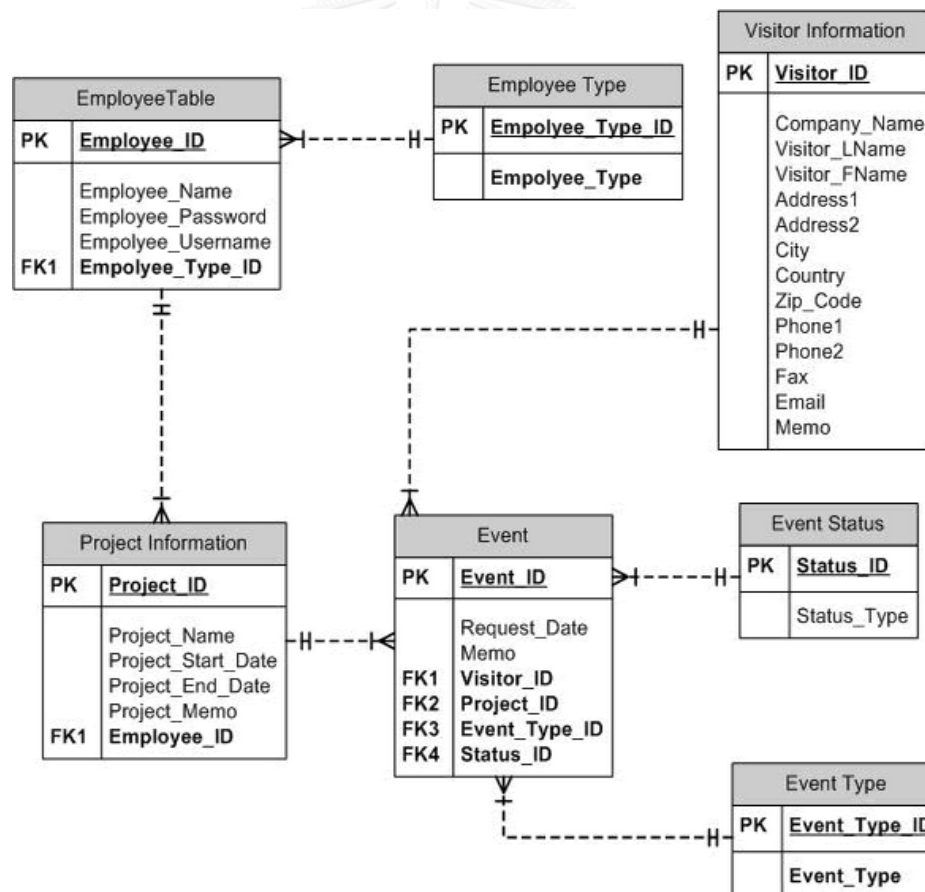 EmployeeTable
PK Employee_ID
Employee_Name
Employee_Password
Empolyee_Username
FK1 Empolyee_Type_ID
Employee Type
PK Empolyee_Type_ID
Empolyee_Type
Visitor Information
PK Visitor_ID
Company_Name
Visitor_LName
Visitor_FName
Address1
Address2
City
Country
Zip_Code
Phone1
Phone2
Fax
Email
Memo
Project Information
PK Project_ID
Project_Name
Project_Start_Date
Project_End_Date
Project_Memo
FK1 Employee_ID
Event
PK Event_ID
Request_Date
Memo
FK1 Visitor_ID
FK2 Project_ID
FK3 Event_Type_ID
FK4 Status_ID
Event Status
PK Status_ID
Status_Type
Event Type
PK Event_Type_ID
Event_Type